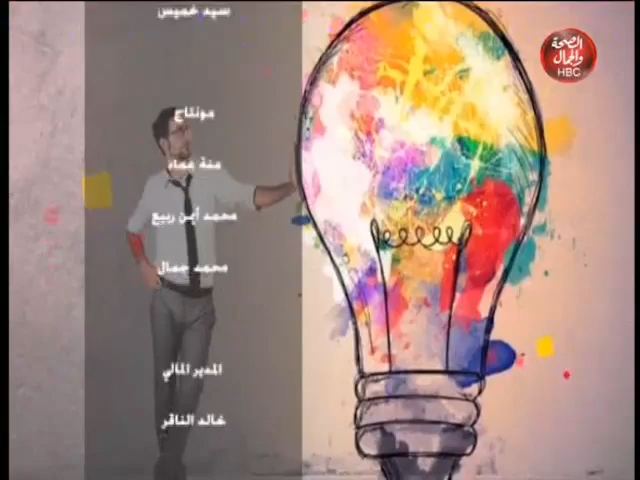 سيد خميس
الصحة
والجمال
HBC
مونتاج
منة عماد
محمد أيمن ربيع
محمد جمال
المدير المالي
خالد الناقر